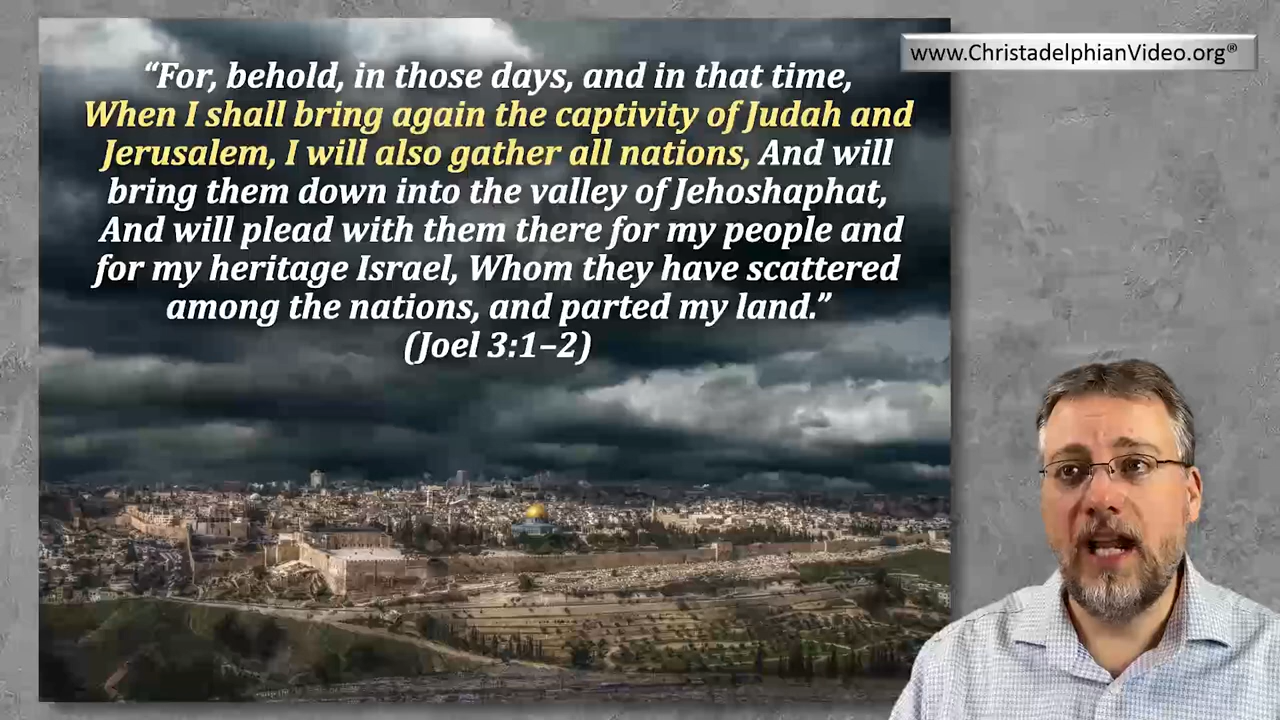 “For, behold, in those days, and in that time,
When I shall bring again the captivity of Judah and
Jerusalem, I will also gather all nations, And will
bring them down into the valley of Jehoshaphat,
And will plead with them there for my people and
for my heritage Israel, Whom they have scattered
among the nations, and parted my land.”
(Joel 3:1–2)
www.ChristadelphianVideo.org®